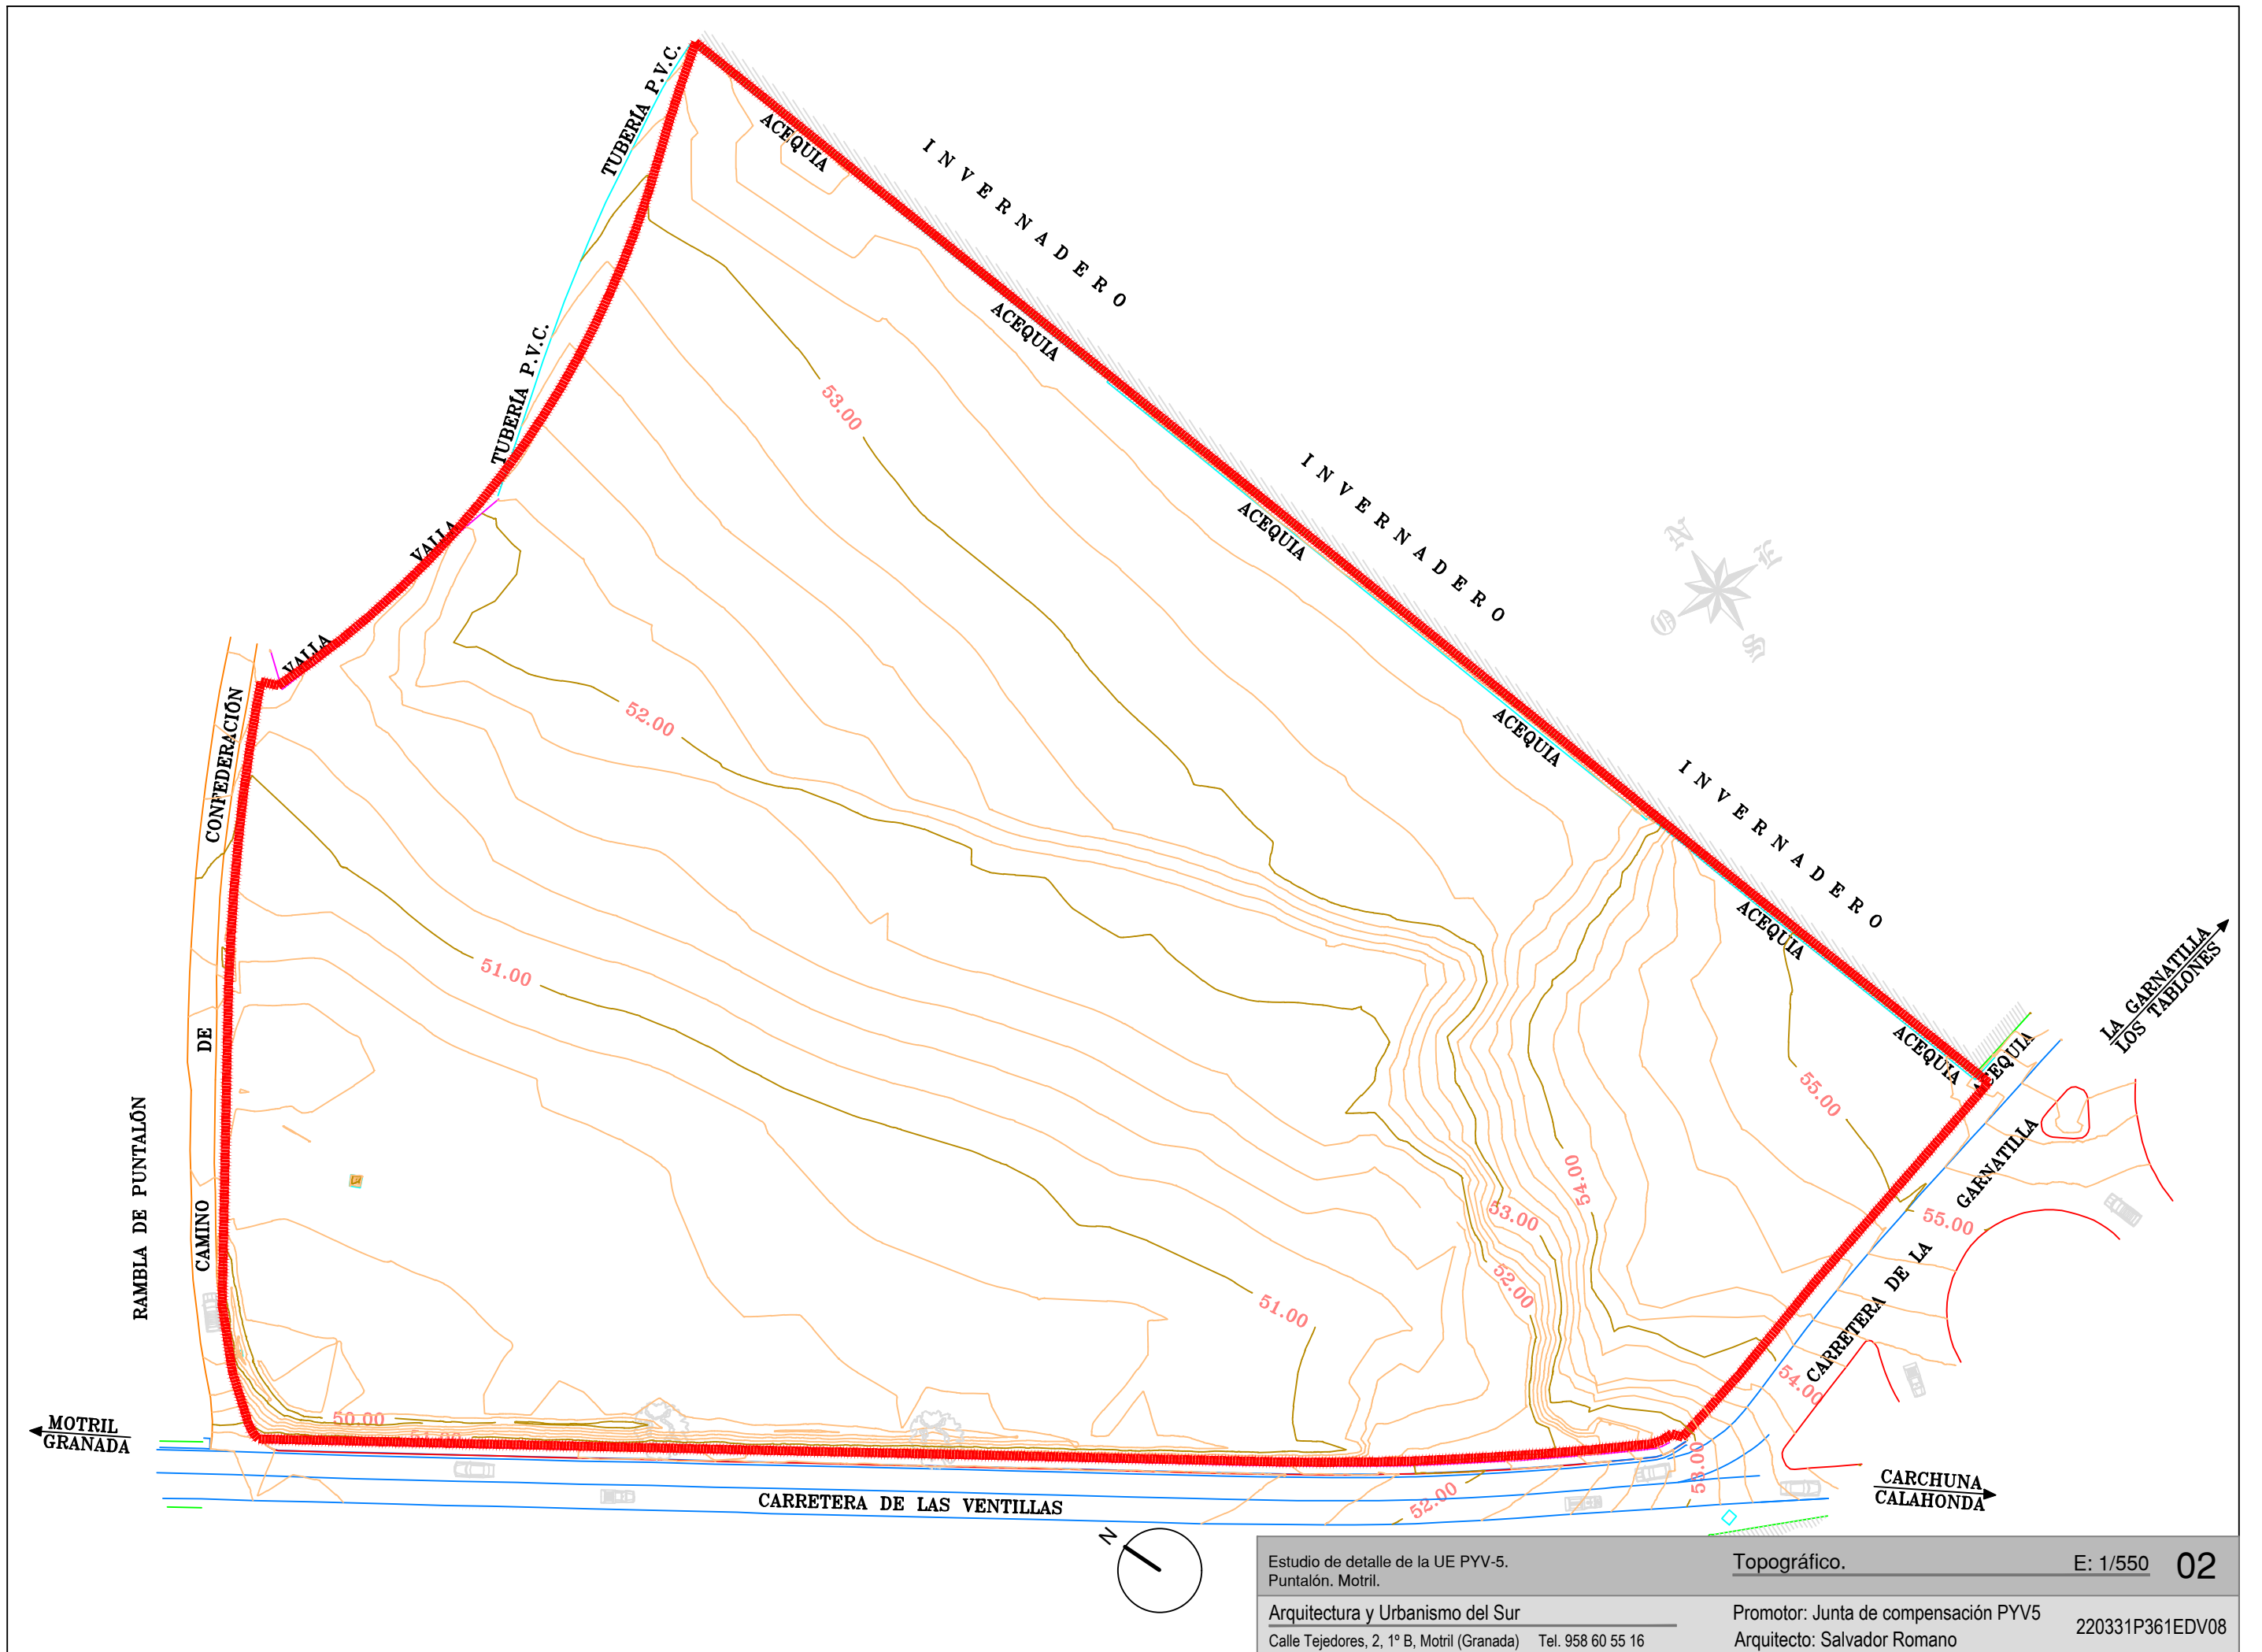 TUBERÍA P.V.C.
ACEQUIA
INVERNADERO
TUBERÍA P.V.C.
ACEQUIA
53.00
VALLA
INVERNADERO
ACEQUIA
N
E
S
O
VALLA
52.00
CONFEDERACIÓN
ACEQUIA
INVERNADERO
ACEQUIA
51.00
LA GARNATILLA
LOS TABLONES
DE
ACEQUIA
ACEQUIA
55.00
RAMBLA DE PUNTALÓN
CAMINO
54.00
53.00
GARNATILLA
55.00
52.00
51.00
CARRETERA DE LA
54.00
50.00
51.00
MOTRIL
GRANADA
53.00
52.00
CARRETERA DE LAS VENTILLAS
CARCHUNA
CALAHONDA
N
Estudio de detalle de la UE PYV-5.
Puntalón. Motril.
Topográfico. E: 1/550 02
Arquitectura y Urbanismo del Sur
Calle Tejedores, 2, 1º B, Motril (Granada) Tel. 958 60 55 16
Promotor: Junta de compensación PYV5
Arquitecto: Salvador Romano
220331P361EDV08